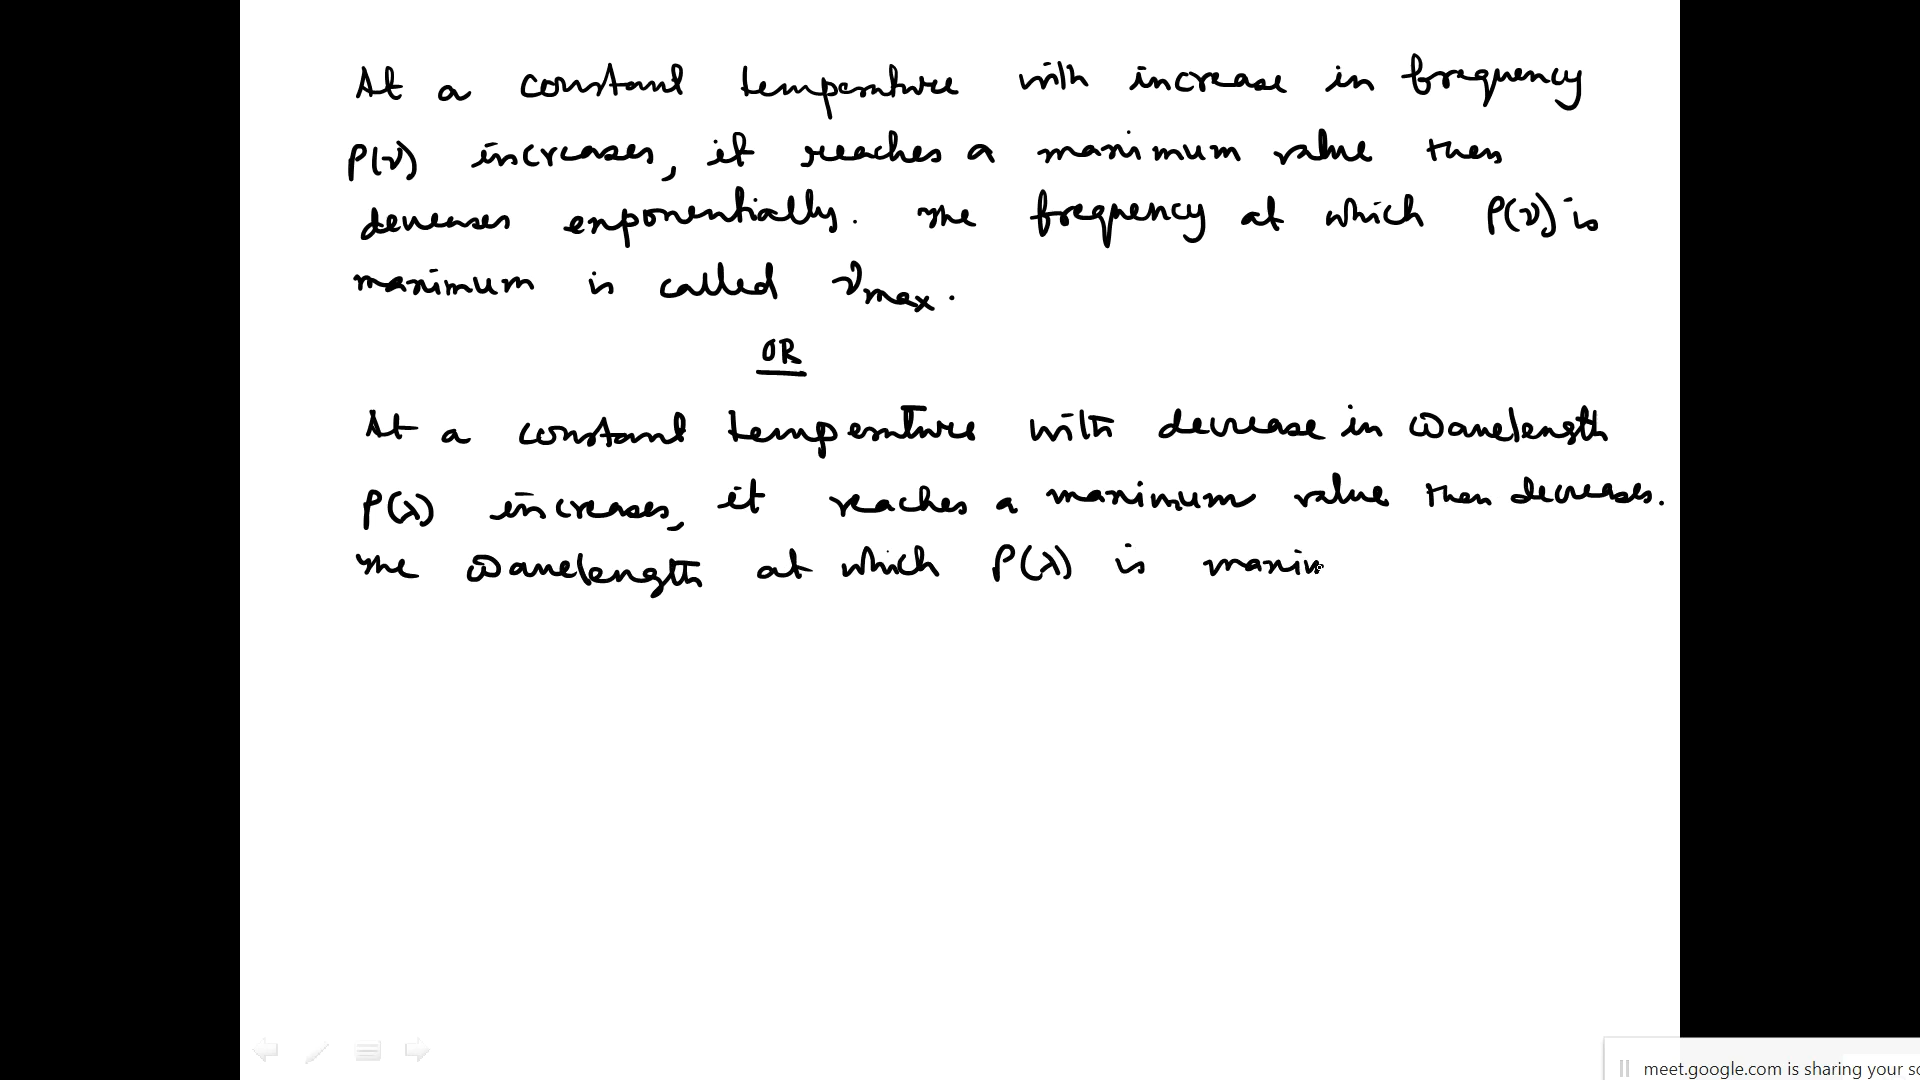 At a constant temperature with increase in frequency
P(ν) increases, it reaches a maximum value then
decreases exponentially. The frequency at which P(ν) is
maximum is called νmax.
OR
At a constant temperature with decrease in wavelength
P(λ) increases, it reaches a maximum value then decreases.
The wavelength at which P(λ) is maxim
meet.google.com is sharing your sc